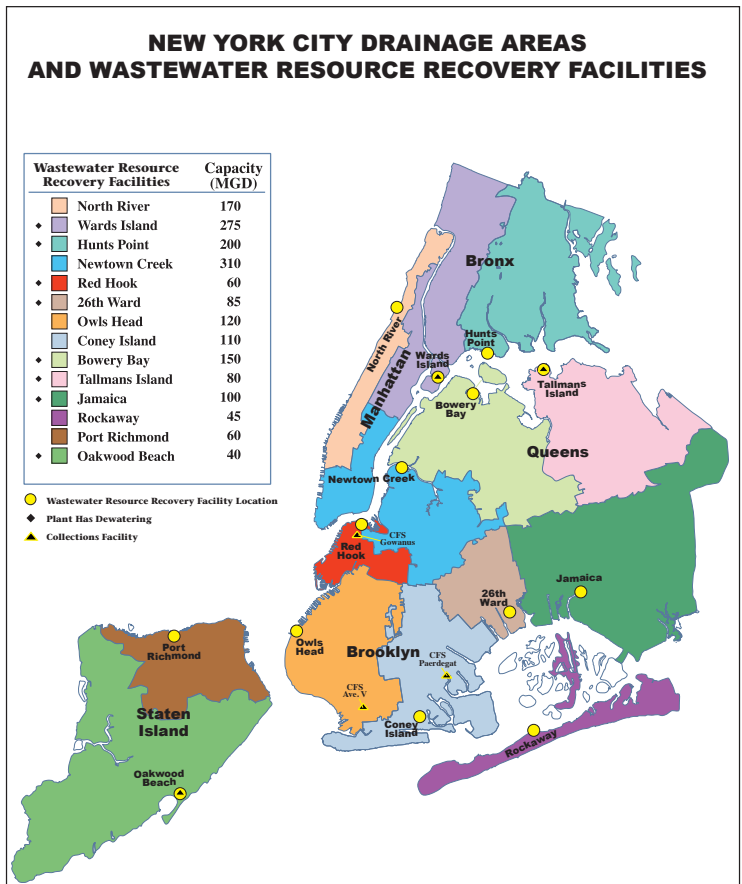 NEW YORK CITY DRAINAGE AREAS
AND WASTEWATER RESOURCE RECOVERY FACILITIES
Wastewater Resource Recovery Facilities Capacity (MGD)
North River 170
Wards Island 275
Hunts Point 200
Newtown Creek 310
Red Hook 60
26th Ward 85
Owls Head 120
Coney Island 110
Bowery Bay 150
Tallmans Island 80
Jamaica 100
Rockaway 45
Port Richmond 60
Oakwood Beach 40
Wastewater Resource Recovery Facility Location
Plant Has Dewatering
Collections Facility
Bronx
North River
Manhattan
Hunts
Point
Wards
Island
Tallmans
Island
Bowery
Bay
Queens
Newtown Creek
CFS
Gowanus
Red
Hook
Jamaica
26th
Ward
Owls
Head
Brooklyn
CFS
Paerdegat
CFS
Ave. V
Coney
Island
Rockaway
Port
Richmond
Staten
Island
Oakwood
Beach